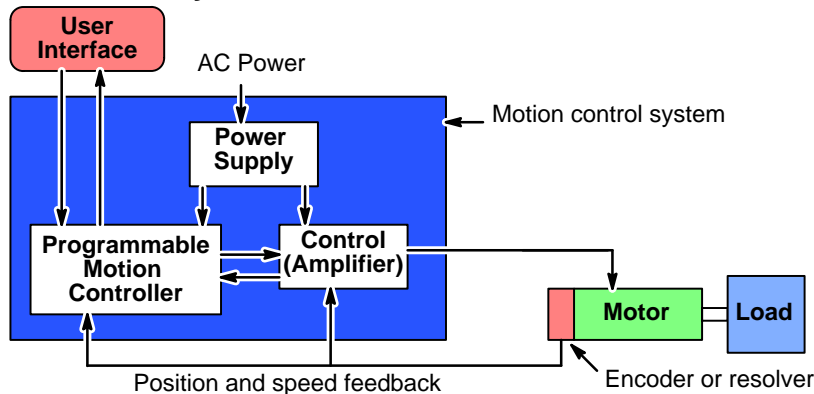 User
Interface
AC Power
Motion control system
Power
Supply
Programmable
Motion
Controller
Control
(Amplifier)
Motor
Load
Position and speed feedback
Encoder or resolver